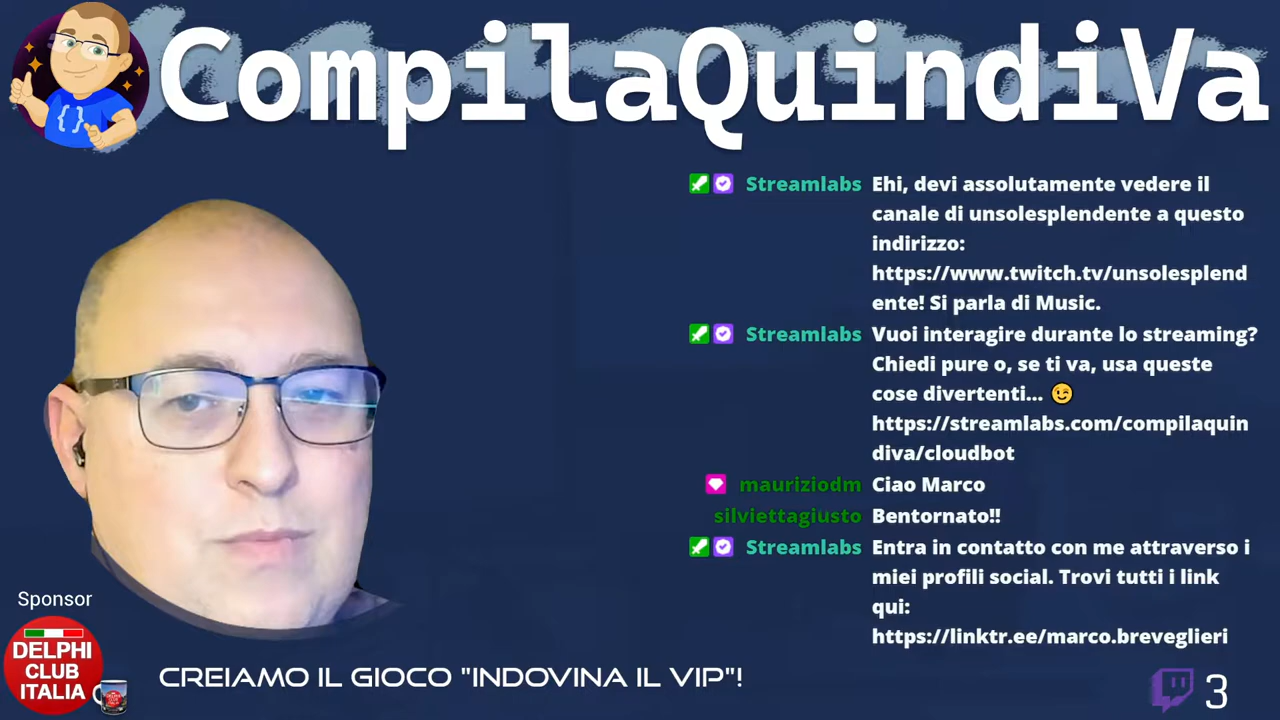 CompilaQuindiVa
Streamlabs Ehi, devi assolutamente vedere il
canale di unsolesplendente a questo
indirizzo:
https://www.twitch.tv/unsolesplend
ente! Si parla di Music.
Streamlabs Vuoi interagire durante lo streaming?
Chiedi pure o, se ti va, usa queste
cose divertenti... 😉
https://streamlabs.com/compilaquin
diva/cloudbot
mauriziodm Ciao Marco
silviettagiusto Bentornato!!
Streamlabs Entra in contatto con me attraverso i
miei profili social. Trovi tutti i link
qui:
https://linktr.ee/marco.breveglieri
Sponsor
DELPHI
CLUB
ITALIA
CREIAMO IL GIOCO "INDOVINA IL VIP"!
3